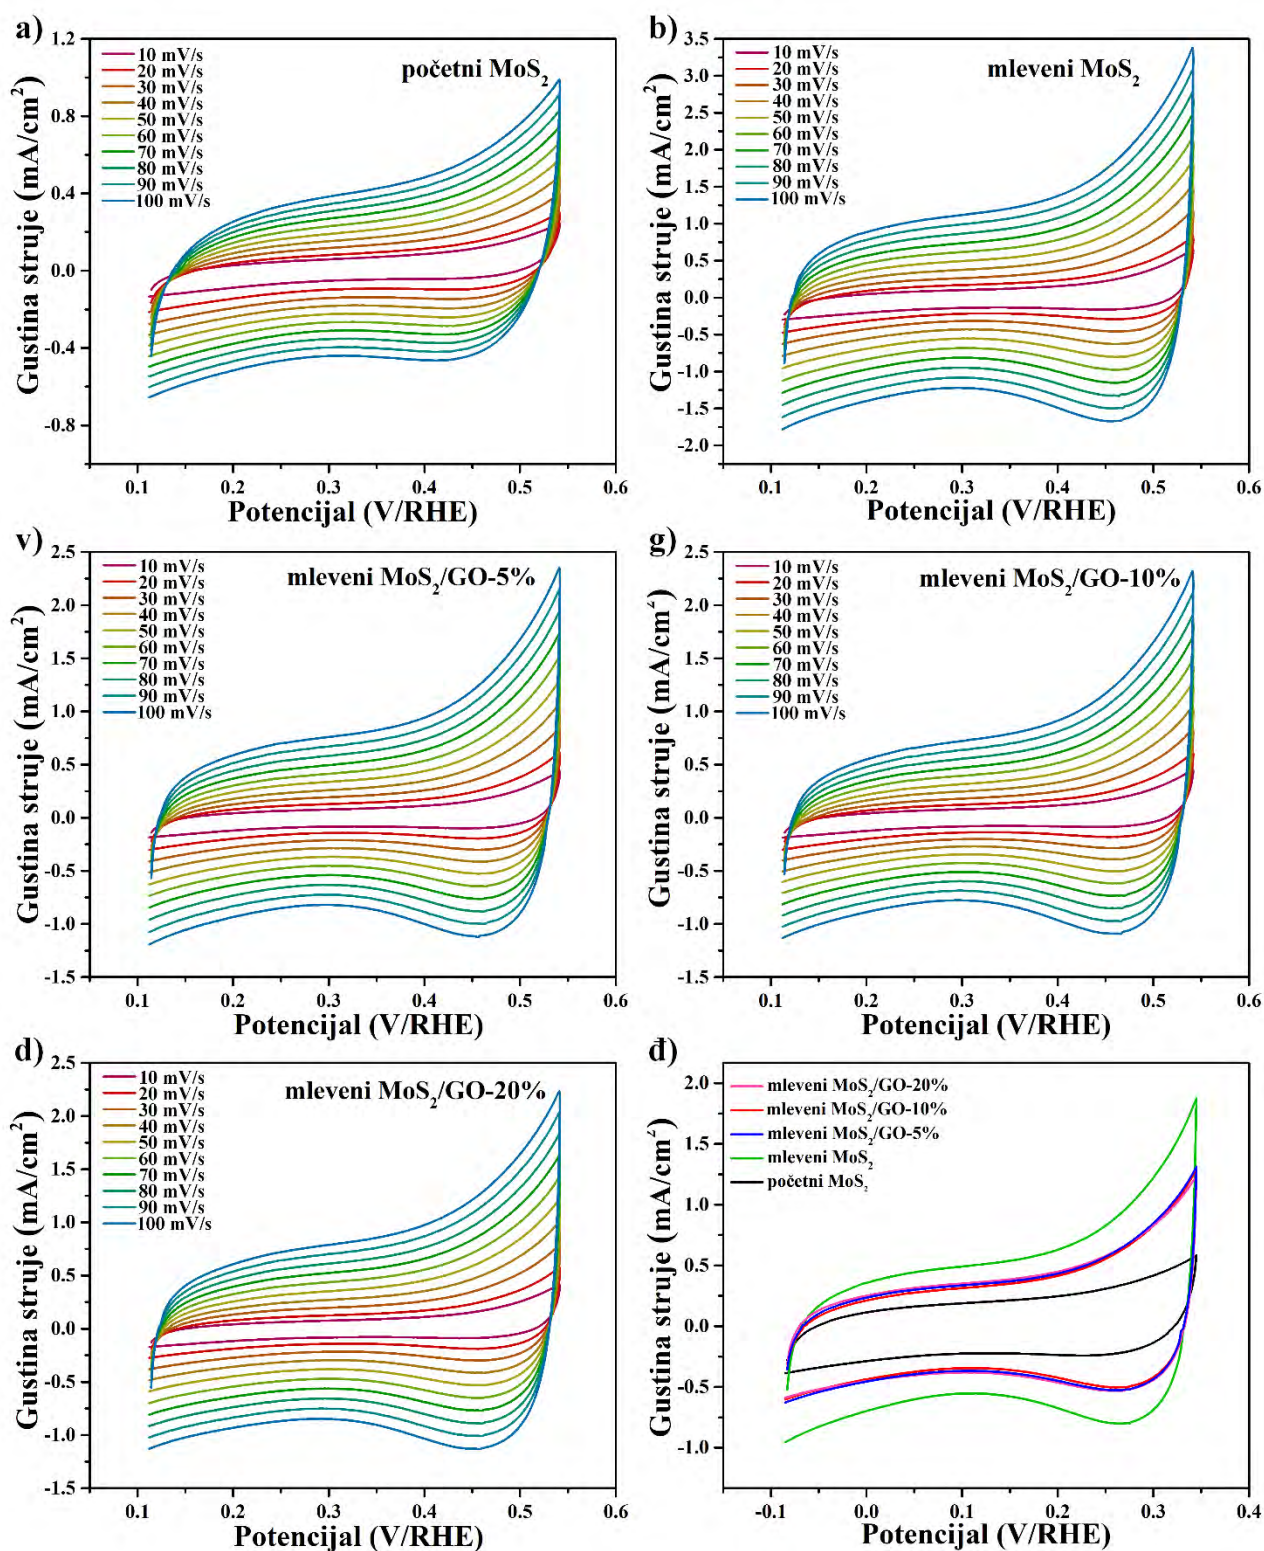 a)
početni MoS2
10 mV/s
20 mV/s
30 mV/s
40 mV/s
50 mV/s
60 mV/s
70 mV/s
80 mV/s
90 mV/s
100 mV/s
1.2
0.8
0.4
0.0
-0.4
-0.8
0.1 0.2 0.3 0.4 0.5 0.6
Gustina struje (mA/cm2)
Potencijal (V/RHE)
b)
mleveni MoS2
10 mV/s
20 mV/s
30 mV/s
40 mV/s
50 mV/s
60 mV/s
70 mV/s
80 mV/s
90 mV/s
100 mV/s
3.5
3.0
2.5
2.0
1.5
1.0
0.5
0.0
-0.5
-1.0
-1.5
-2.0
0.1 0.2 0.3 0.4 0.5 0.6
Gustina struje (mA/cm2)
Potencijal (V/RHE)
v)
mleveni MoS2/GO-5%
10 mV/s
20 mV/s
30 mV/s
40 mV/s
50 mV/s
60 mV/s
70 mV/s
80 mV/s
90 mV/s
100 mV/s
2.5
2.0
1.5
1.0
0.5
0.0
-0.5
-1.0
-1.5
0.1 0.2 0.3 0.4 0.5 0.6
Gustina struje (mA/cm2)
Potencijal (V/RHE)
g)
mleveni MoS2/GO-10%
10 mV/s
20 mV/s
30 mV/s
40 mV/s
50 mV/s
60 mV/s
70 mV/s
80 mV/s
90 mV/s
100 mV/s
2.5
2.0
1.5
1.0
0.5
0.0
-0.5
-1.0
-1.5
0.1 0.2 0.3 0.4 0.5 0.6
Gustina struje (mA/cm2)
Potencijal (V/RHE)
d)
mleveni MoS2/GO-20%
10 mV/s
20 mV/s
30 mV/s
40 mV/s
50 mV/s
60 mV/s
70 mV/s
80 mV/s
90 mV/s
100 mV/s
2.5
2.0
1.5
1.0
0.5
0.0
-0.5
-1.0
-1.5
0.1 0.2 0.3 0.4 0.5 0.6
Gustina struje (mA/cm2)
Potencijal (V/RHE)
đ)
mleveni MoS2/GO-20%
mleveni MoS2/GO-10%
mleveni MoS2/GO-5%
mleveni MoS2
početni MoS2
2.0
1.5
1.0
0.5
0.0
-0.5
-1.0
-0.1 0.0 0.1 0.2 0.3 0.4
Gustina struje (mA/cm2)
Potencijal (V/RHE)